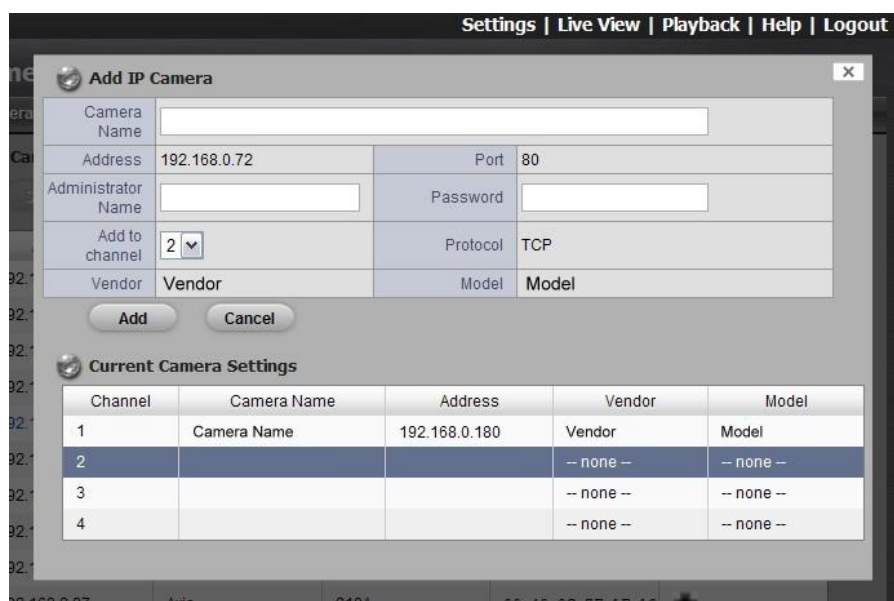 Settings | Live View | Playback | Help | Logout
Add IP Camera
Camera Name
Address 192.168.0.72 Port 80
Administrator Name Password
Add to channel 2 Protocol TCP
Vendor Vendor Model Model
Add Cancel
Current Camera Settings
Channel Camera Name Address Vendor Model
1 Camera Name 192.168.0.180 Vendor Model
2 -- none -- -- none --
3 -- none -- -- none --
4 -- none -- -- none --